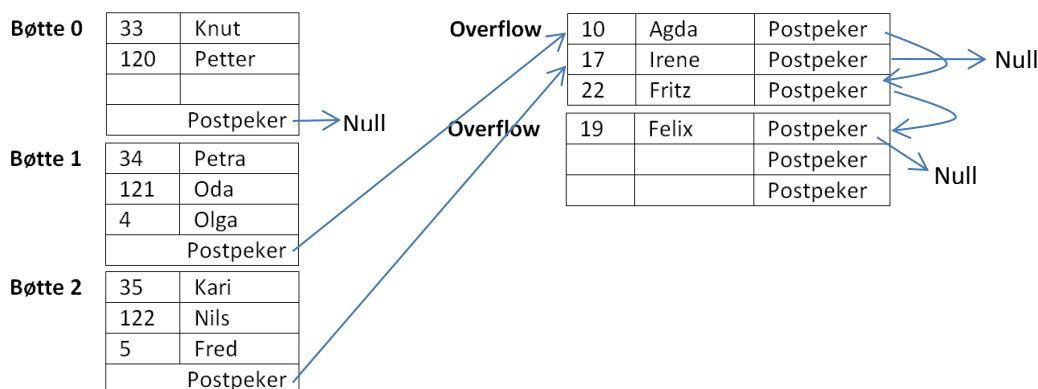 Bøtte 0
33 Knut
120 Petter
Postpeker
Null
Bøtte 1
34 Petra
121 Oda
4 Olga
Postpeker
Bøtte 2
35 Kari
122 Nils
5 Fred
Postpeker
Overflow
10 Agda Postpeker
17 Irene Postpeker
Null
22 Fritz Postpeker
Overflow
19 Felix Postpeker
Postpeker
Null
Postpeker